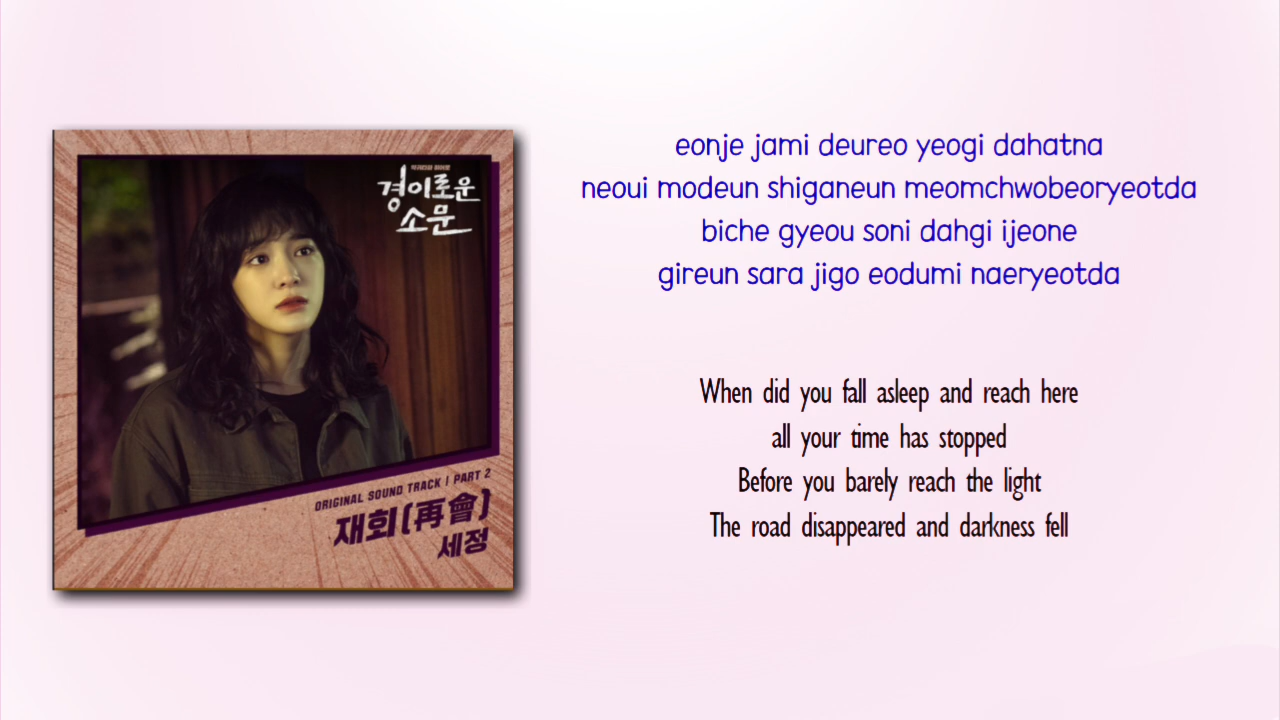 경이로운
소문
ORIGINAL SOUND TRACK | PART 2
재회(再會)
세정
eonje jami deureo yeogi dahatna
neoui modeun shiganeun meomchwobeoryeotda
biche gyeou soni dahgi ijeone
gireun sara jigo eodumi naeryeotda
When did you fall asleep and reach here
all your time has stopped
Before you barely reach the light
The road disappeared and darkness fell